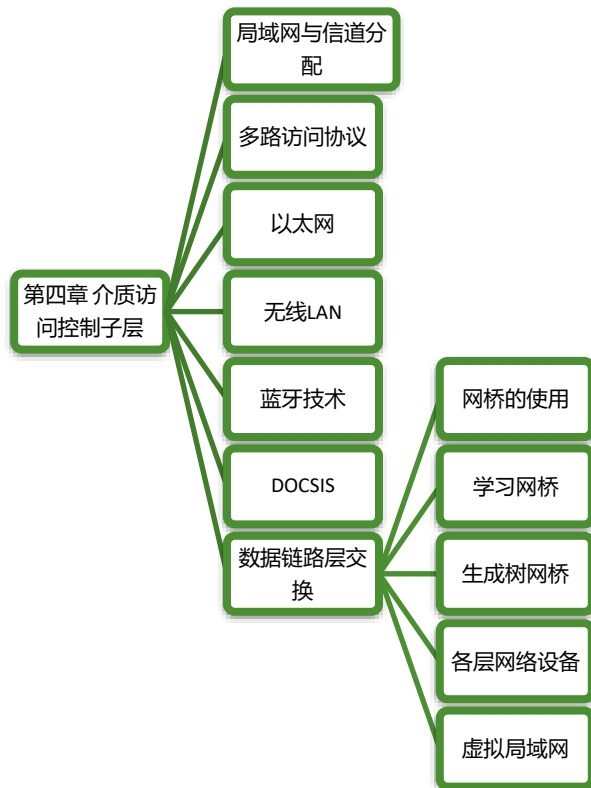 局域网与信道分
配
多路访问协议
以太网
第四章 介质访
问控制子层
无线LAN
蓝牙技术
DOCSIS
数据链路层交
换
网桥的使用
学习网桥
生成树网桥
各层网络设备
虚拟局域网